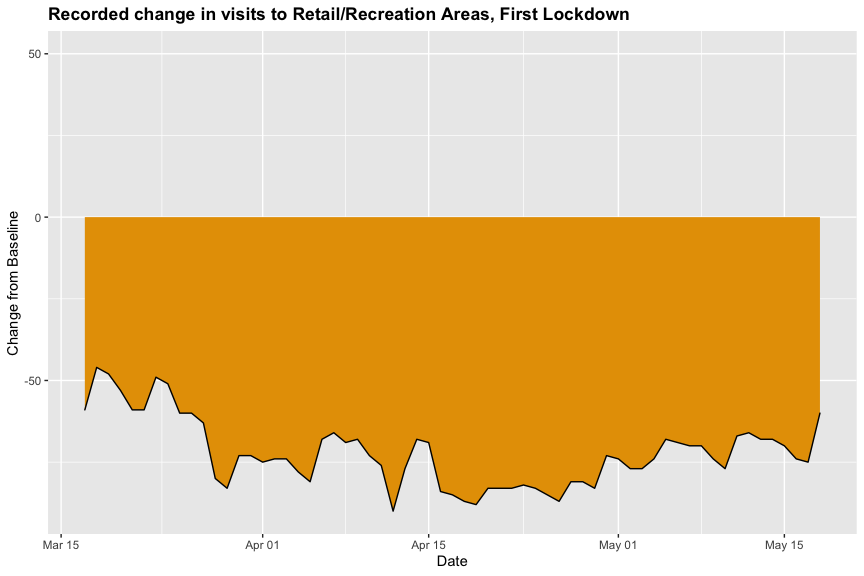 Recorded change in visits to Retail/Recreation Areas, First Lockdown
50
0
-50
Change from Baseline
Mar 15
Apr 01
Apr 15
May 01
May 15
Date